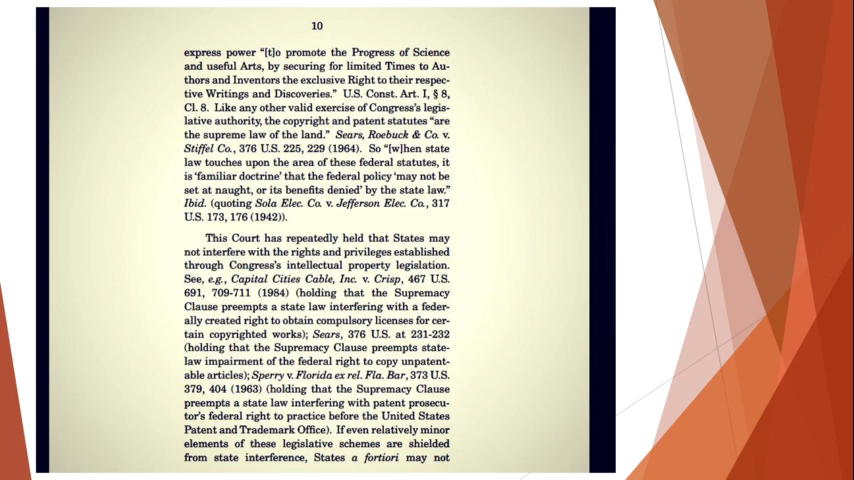 10
express power “[t]o promote the Progress of Science
and useful Arts, by securing for limited Times to Au-
thors and Inventors the exclusive Right to their respec-
tive Writings and Discoveries.” U.S. Const. Art. I, § 8,
Cl. 8. Like any other valid exercise of Congress’s legis-
lative authority, the copyright and patent statutes “are
the supreme law of the land.” Sears, Roebuck & Co. v.
Stiffel Co., 376 U.S. 225, 229 (1964). So “[w]hen state
law touches upon the area of these federal statutes, it
is ‘familiar doctrine’ that the federal policy ‘may not be
set at naught, or its benefits denied’ by the state law.”
Ibid. (quoting Sola Elec. Co. v. Jefferson Elec. Co., 317
U.S. 173, 176 (1942)).
This Court has repeatedly held that States may
not interfere with the rights and privileges established
through Congress’s intellectual property legislation.
See, e.g., Capital Cities Cable, Inc. v. Crisp, 467 U.S.
691, 709-711 (1984) (holding that the Supremacy
Clause preempts a state law interfering with a feder-
ally created right to obtain compulsory licenses for cer-
tain copyrighted works); Sears, 376 U.S. at 231-232
(holding that the Supremacy Clause preempts state-
law impairment of the federal right to copy unpatent-
able articles); Sperry v. Florida ex rel. Fla. Bar, 373 U.S.
379, 404 (1963) (holding that the Supremacy Clause
preempts a state law interfering with patent prosecu-
tor’s federal right to practice before the United States
Patent and Trademark Office). If even relatively minor
elements of these legislative schemes are shielded
from state interference, States a fortiori may not